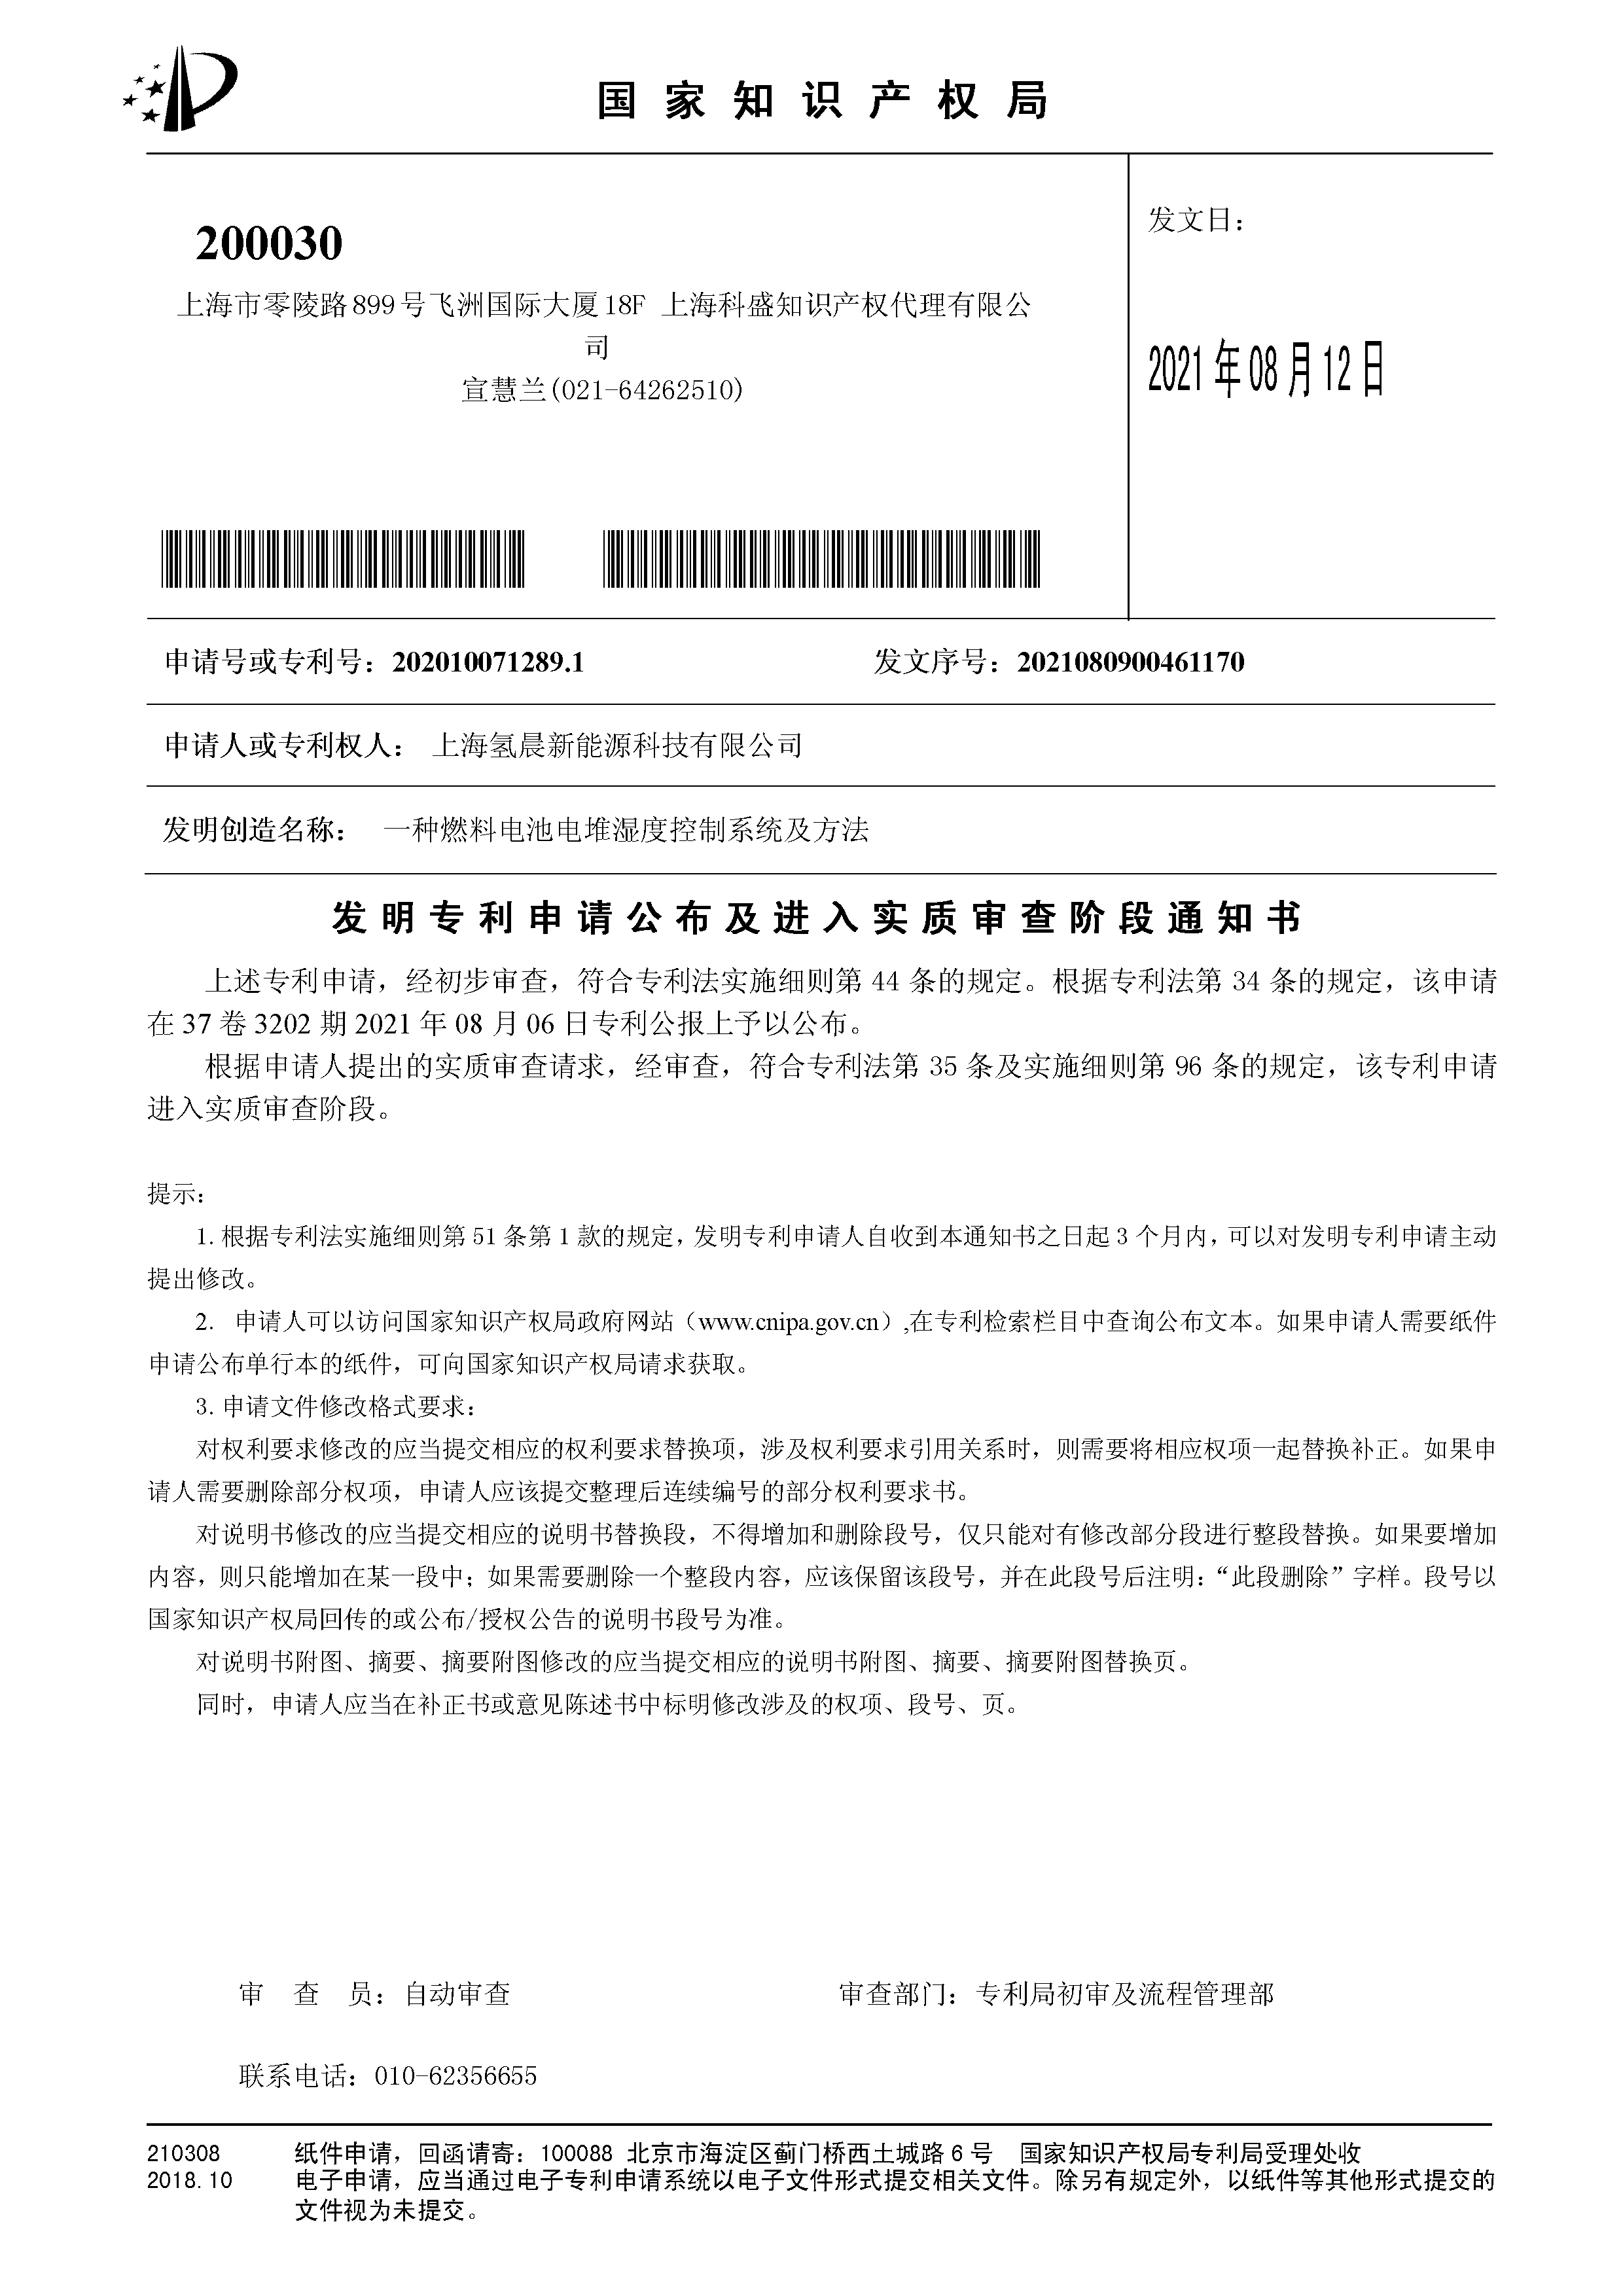 国家知识产权局
200030
发文日：
上海市零陵路899号飞洲国际大厦18F 上海科盛知识产权代理有限公
司
宣慧兰(021-64262510)
2021年08月12日
申请号或专利号：202010071289.1 发文序号：2021080900461170
申请人或专利权人： 上海氢晨新能源科技有限公司
发明创造名称： 一种燃料电池电堆湿度控制系统及方法
发明专利申请公布及进入实质审查阶段通知书
上述专利申请，经初步审查，符合专利法实施细则第 44 条的规定。根据专利法第 34 条的规定，该申请
在 37 卷 3202 期 2021 年 08 月 06 日专利公报上予以公布。
根据申请人提出的实质审查请求，经审查，符合专利法第 35 条及实施细则第 96 条的规定，该专利申请
进入实质审查阶段。
提示：
1. 根据专利法实施细则第 51 条第 1 款的规定，发明专利申请人自收到本通知书之日起 3 个月内，可以对发明专利申请主动
提出修改。
2. 申请人可以访问国家知识产权局政府网站（www.cnipa.gov.cn）,在专利检索栏目中查询公布文本。如果申请人需要纸件
申请公布单行本的纸件，可向国家知识产权局请求获取。
3. 申请文件修改格式要求：
对权利要求修改的应当提交相应的权利要求替换项，涉及权利要求引用关系时，则需要将相应权项一起替换补正。如果申
请人需要删除部分权项，申请人应该提交整理后连续编号的部分权利要求书。
对说明书修改的应当提交相应的说明书替换段，不得增加和删除段号，仅只能对有修改部分段进行整段替换。如果要增加
内容，则只能增加在某一段中；如果需要删除一个整段内容，应该保留该段号，并在此段号后注明：“此段删除”字样。段号以
国家知识产权局回传的或公布/授权公告的说明书段号为准。
对说明书附图、摘要、摘要附图修改的应当提交相应的说明书附图、摘要、摘要附图替换页。
同时，申请人应当在补正书或意见陈述书中标明修改涉及的权项、段号、页。
审 查 员：自动审查 审查部门：专利局初审及流程管理部
联系电话：010-62356655
210308 纸件申请，回函请寄：100088 北京市海淀区蓟门桥西土城路 6 号 国家知识产权局专利局受理处收
2018.10 电子申请，应当通过电子专利申请系统以电子文件形式提交相关文件。除另有规定外，以纸件等其他形式提交的
文件视为未提交。